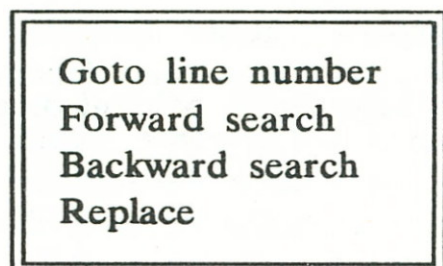 Goto line number
Forward search
Backward search
Replace